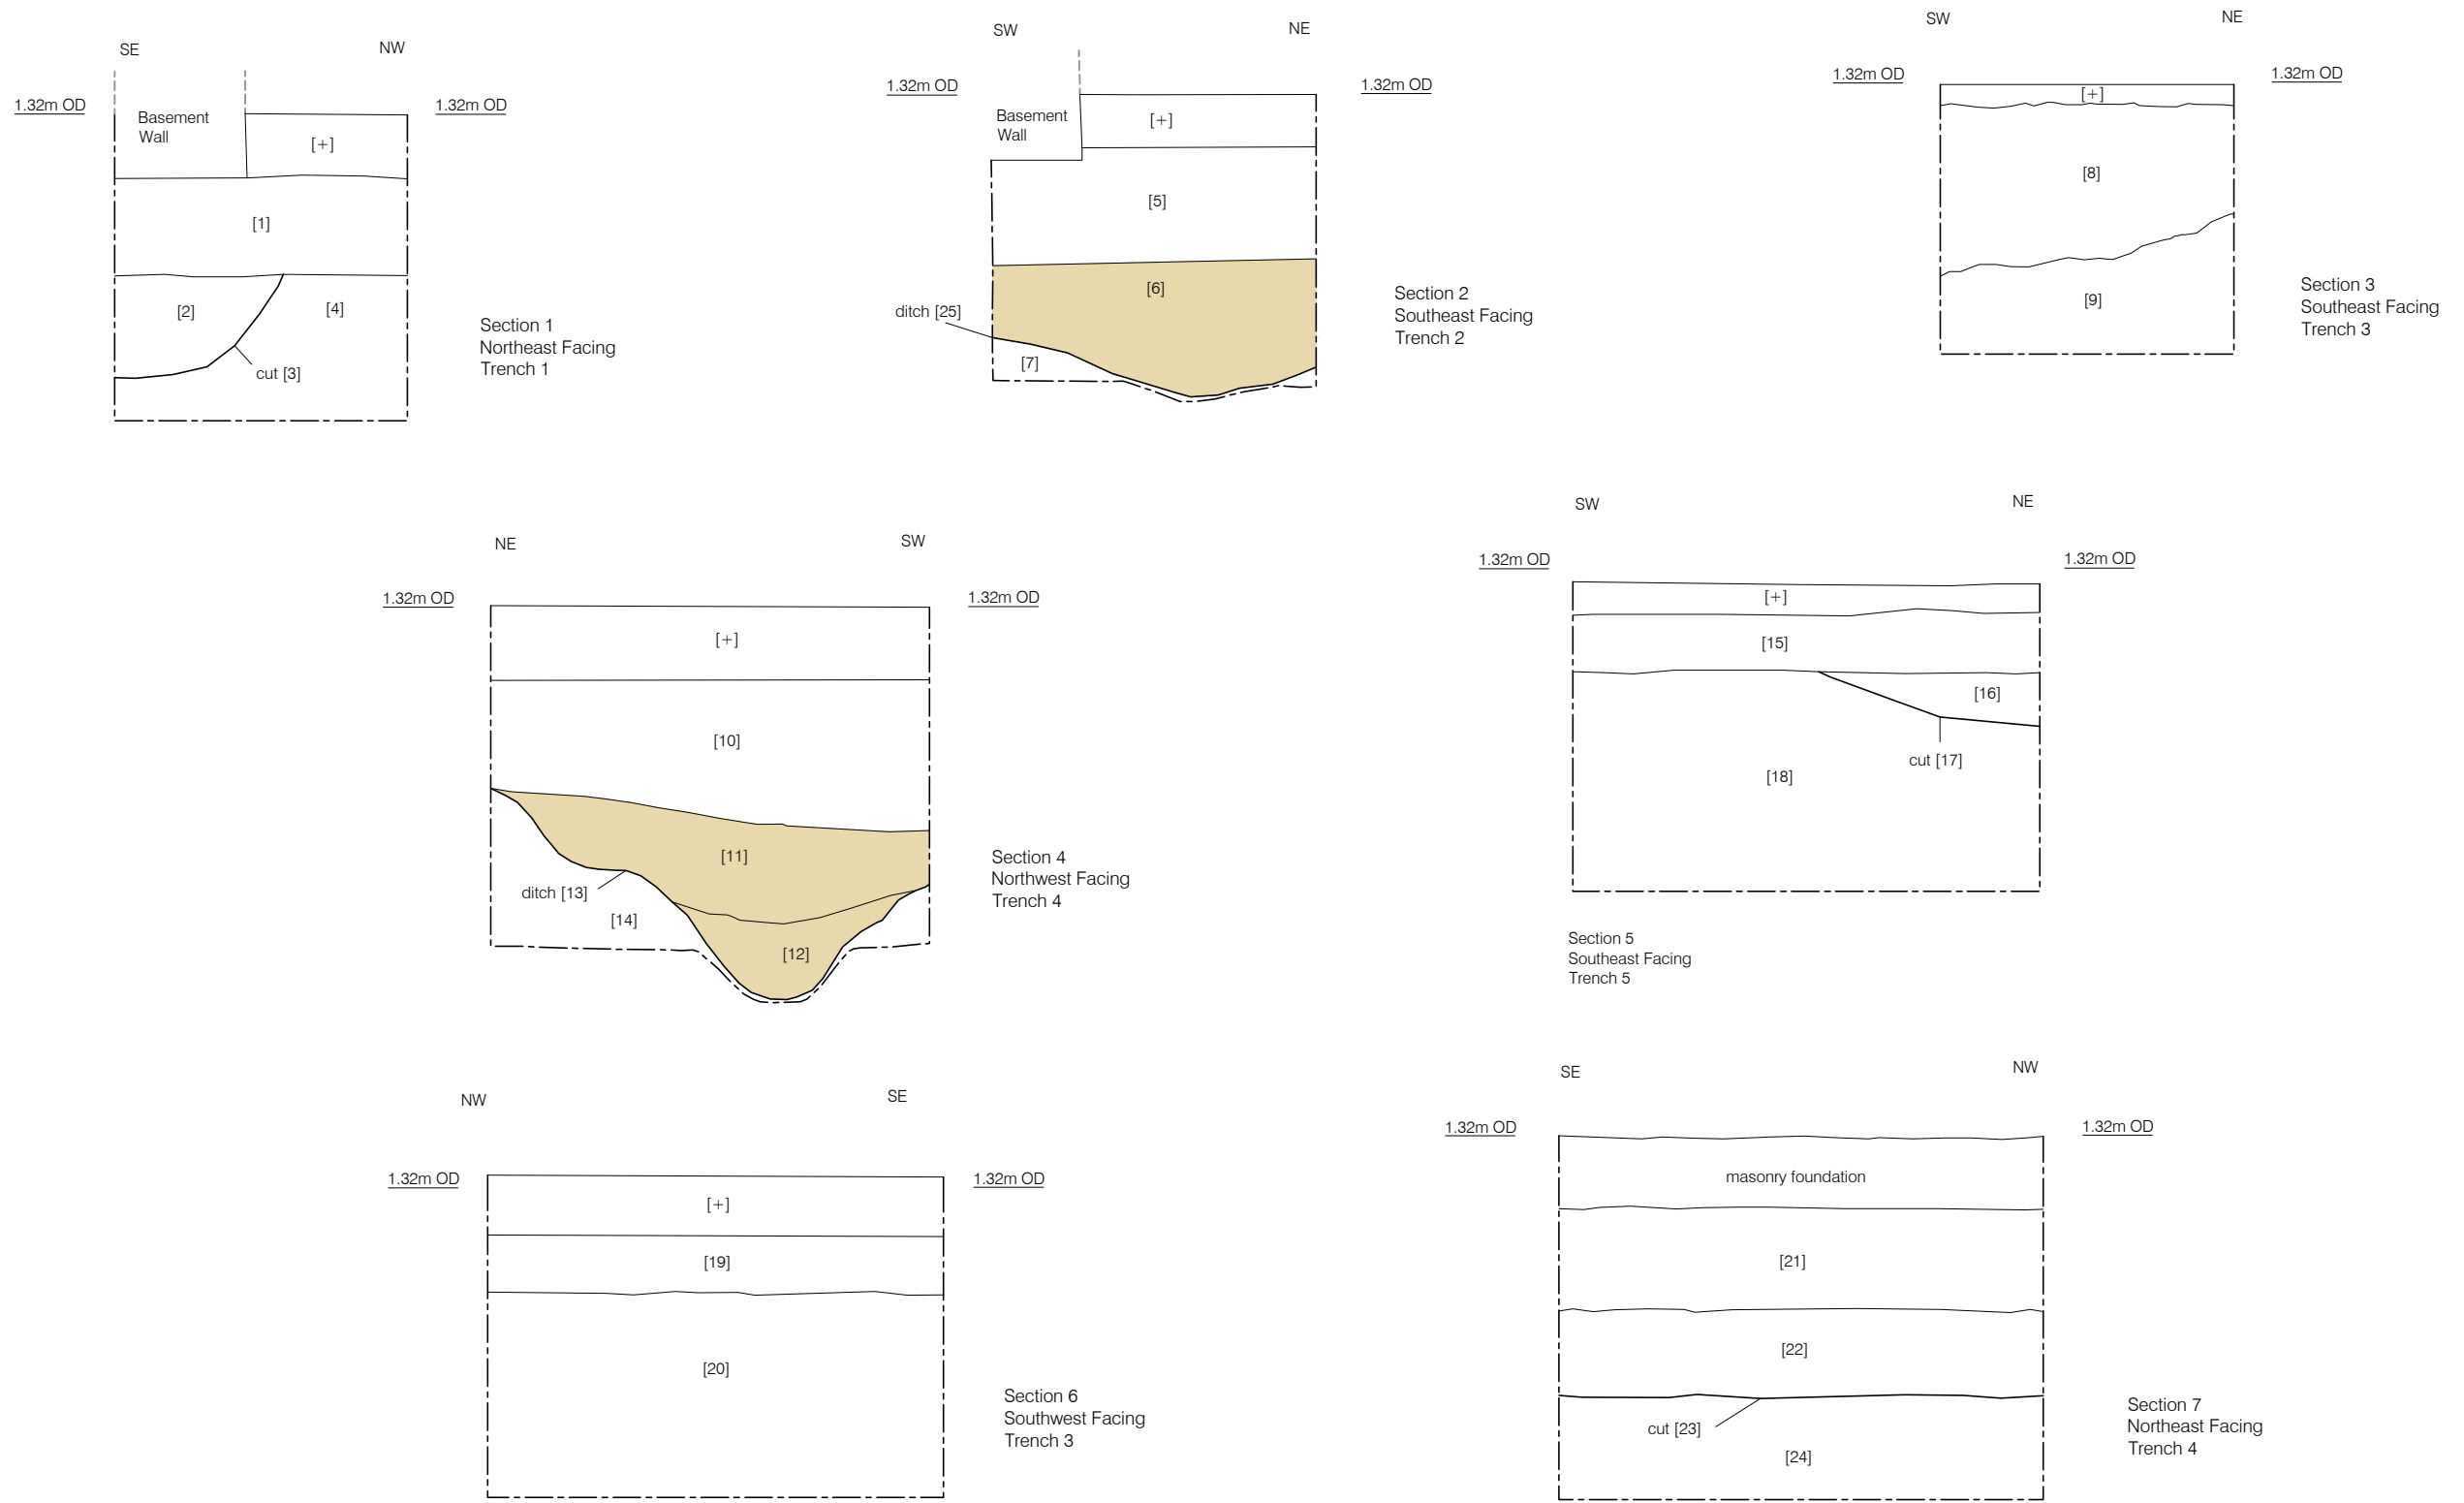 SE
NW
1.32m OD
1.32m OD
Basement
Wall
[+]
[1]
[2]
[4]
cut [3]
Section 1
Northeast Facing
Trench 1
SW
NE
1.32m OD
1.32m OD
Basement
Wall
[+]
[5]
[6]
ditch [25]
[7]
Section 2
Southeast Facing
Trench 2
SW
NE
1.32m OD
1.32m OD
[+]
[8]
[9]
Section 3
Southeast Facing
Trench 3
NE
SW
1.32m OD
1.32m OD
[+]
[10]
[11]
ditch [13]
[14]
[12]
Section 4
Northwest Facing
Trench 4
SW
NE
1.32m OD
1.32m OD
[+]
[15]
[16]
cut [17]
[18]
Section 5
Southeast Facing
Trench 5
NW
SE
1.32m OD
1.32m OD
[+]
[19]
[20]
Section 6
Southwest Facing
Trench 3
SE
NW
1.32m OD
1.32m OD
masonry foundation
[21]
[22]
cut [23]
[24]
Section 7
Northeast Facing
Trench 4